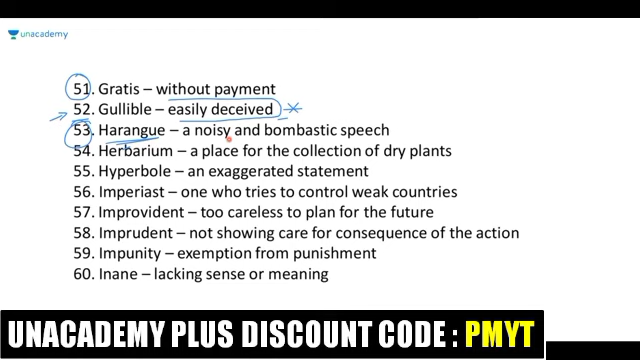 unacademy
51. Gratis – without payment
52. Gullible – easily deceived
53. Harangue – a noisy and bombastic speech
54. Herbarium – a place for the collection of dry plants
55. Hyperbole – an exaggerated statement
56. Imperiast – one who tries to control weak countries
57. Improvident – too careless to plan for the future
58. Imprudent – not showing care for consequence of the action
59. Impunity – exemption from punishment
60. Inane – lacking sense or meaning
UNACADEMY PLUS DISCOUNT CODE : PMYT